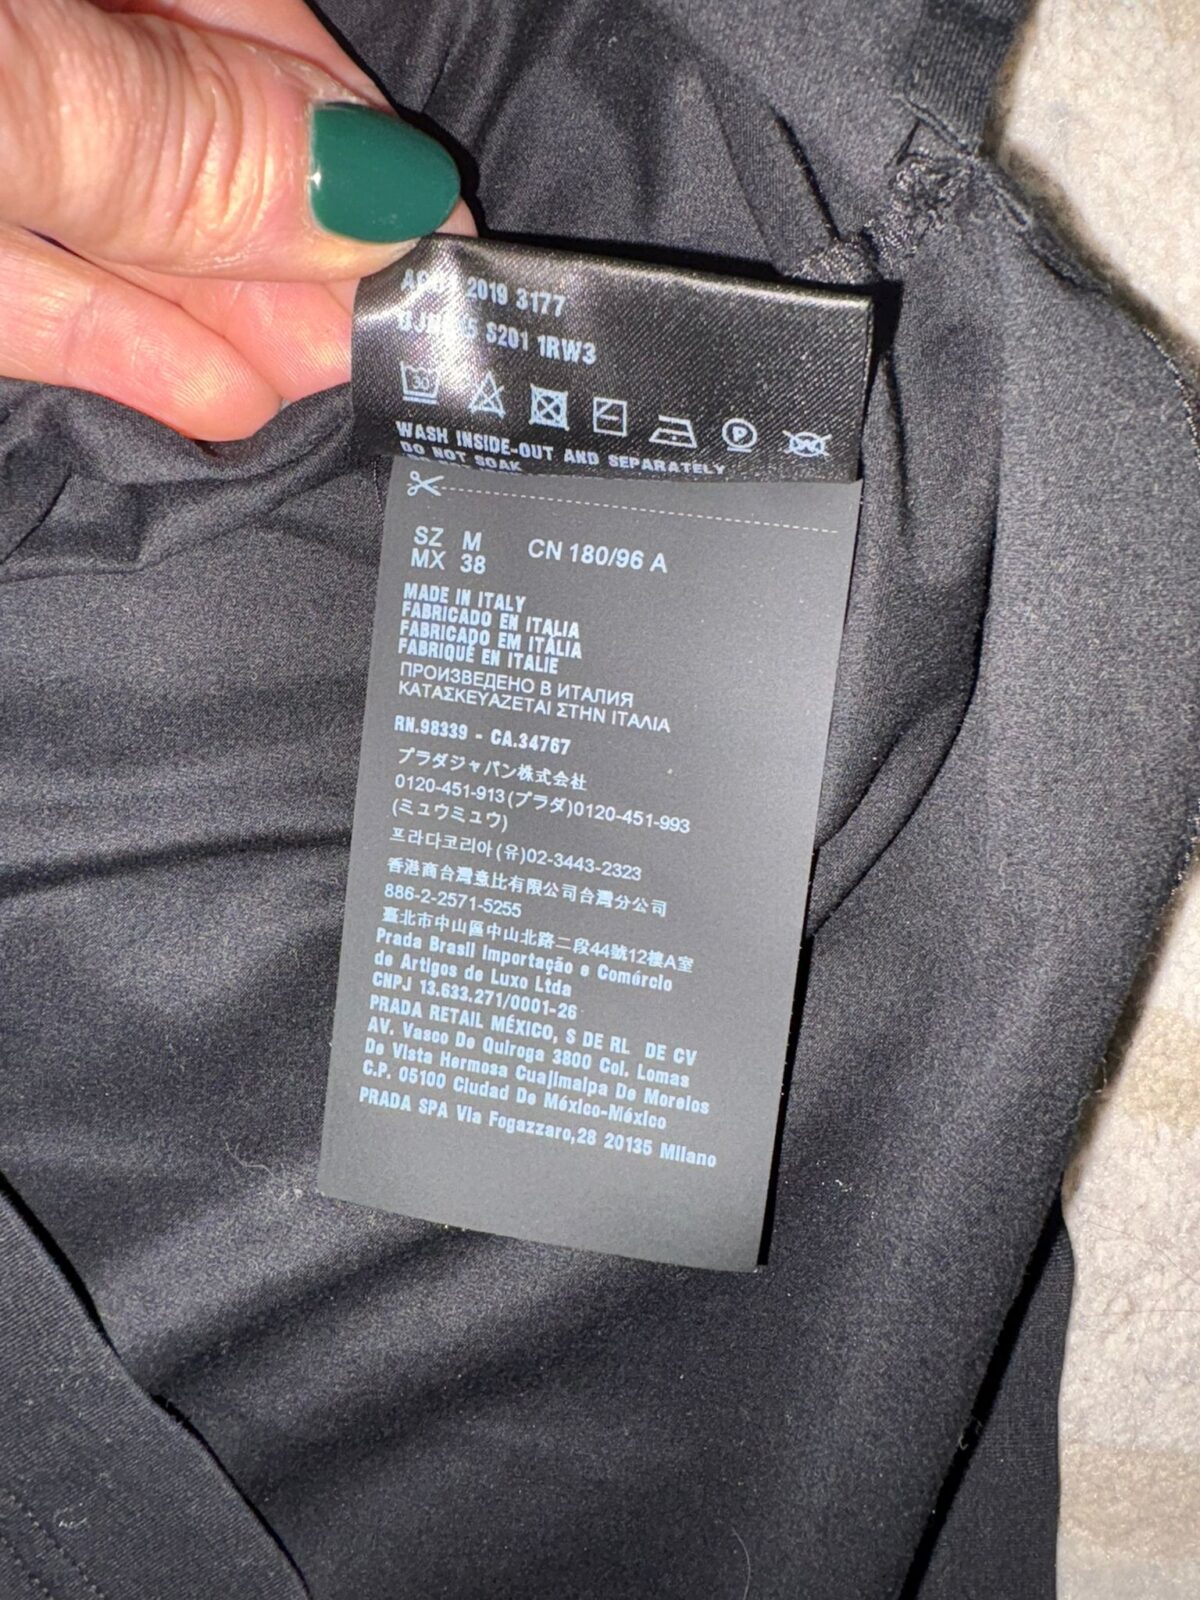 2019 3177
S201 1RW3
30
P
W
WASH INSIDE-OUT AND SEPARATELY
DO NOT SOAK
SZ M CN 180/96 A
MX 38
MADE IN ITALY
FABRICADO EN ITALIA
FABRICADO EM ITÁLIA
FABRIQUÉ EN ITALIE
ПРОИЗВЕДЕНО В ИТАЛИЯ
ΚΑΤΑΣΚΕΥΑΖΕΤΑΙ ΣΤΗΝ ΙΤΑΛΙΑ
RN.98339 - CA.34767
プラダジャパン株式会社
0120-451-913(プラダ)0120-451-993
(ミュウミュウ)
프라다코리아(유)02-3443-2323
香港商台灣意比有限公司台灣分公司
886-2-2571-5255
臺北市中山區中山北路二段44號12樓A室
Prada Brasil Importação e Comércio
de Artigos de Luxo Ltda
CNPJ 13.633.271/0001-26
PRADA RETAIL MÉXICO, S DE RL DE CV
AV. Vasco De Quiroga 3800 Col. Lomas
De Vista Hermosa Cuajimalpa De Morelos
C.P. 05100 Ciudad De México-México
PRADA SPA Via Fogazzaro,28 20135 Milano